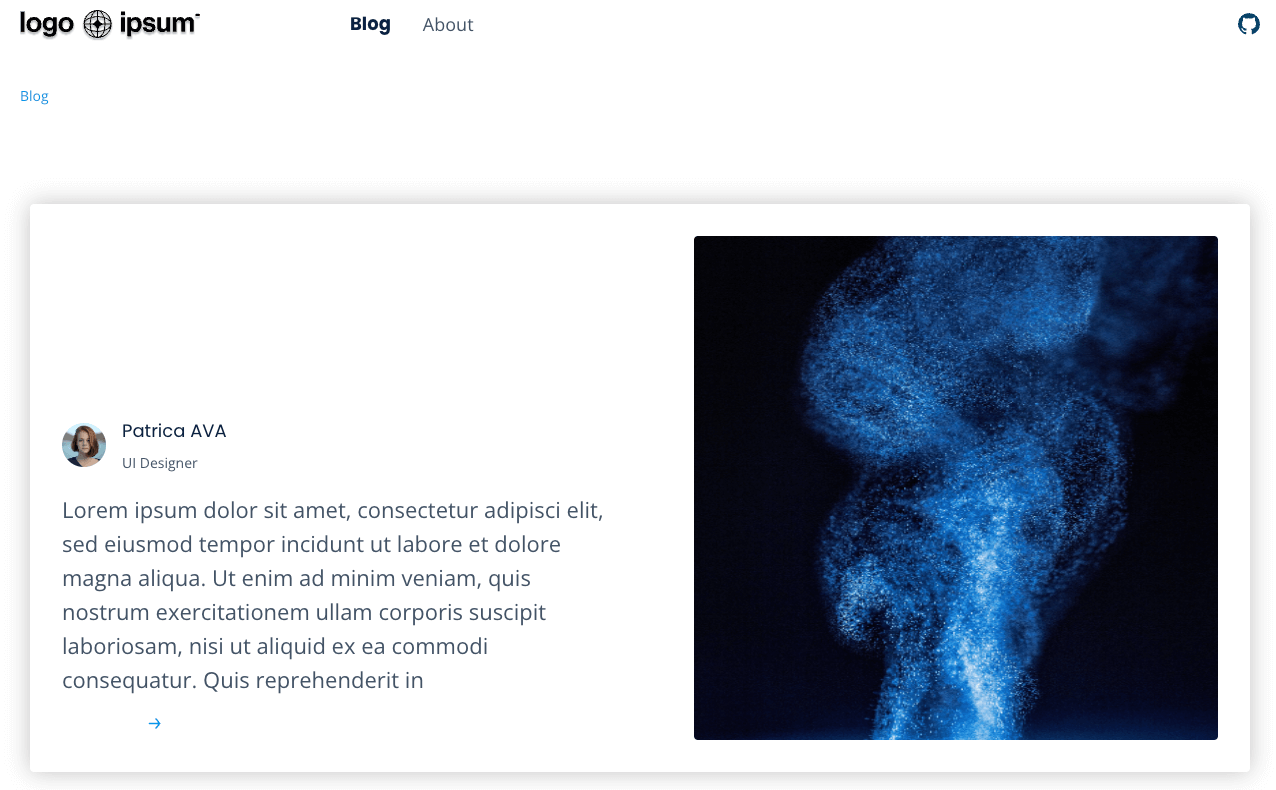 logo ipsum™
Blog
About
Blog
Patrica AVA
UI Designer
Lorem ipsum dolor sit amet, consectetur adipisci elit,
sed eiusmod tempor incidunt ut labore et dolore
magna aliqua. Ut enim ad minim veniam, quis
nostrum exercitationem ullam corporis suscipit
laboriosam, nisi ut aliquid ex ea commodi
consequatur. Quis reprehenderit in
→